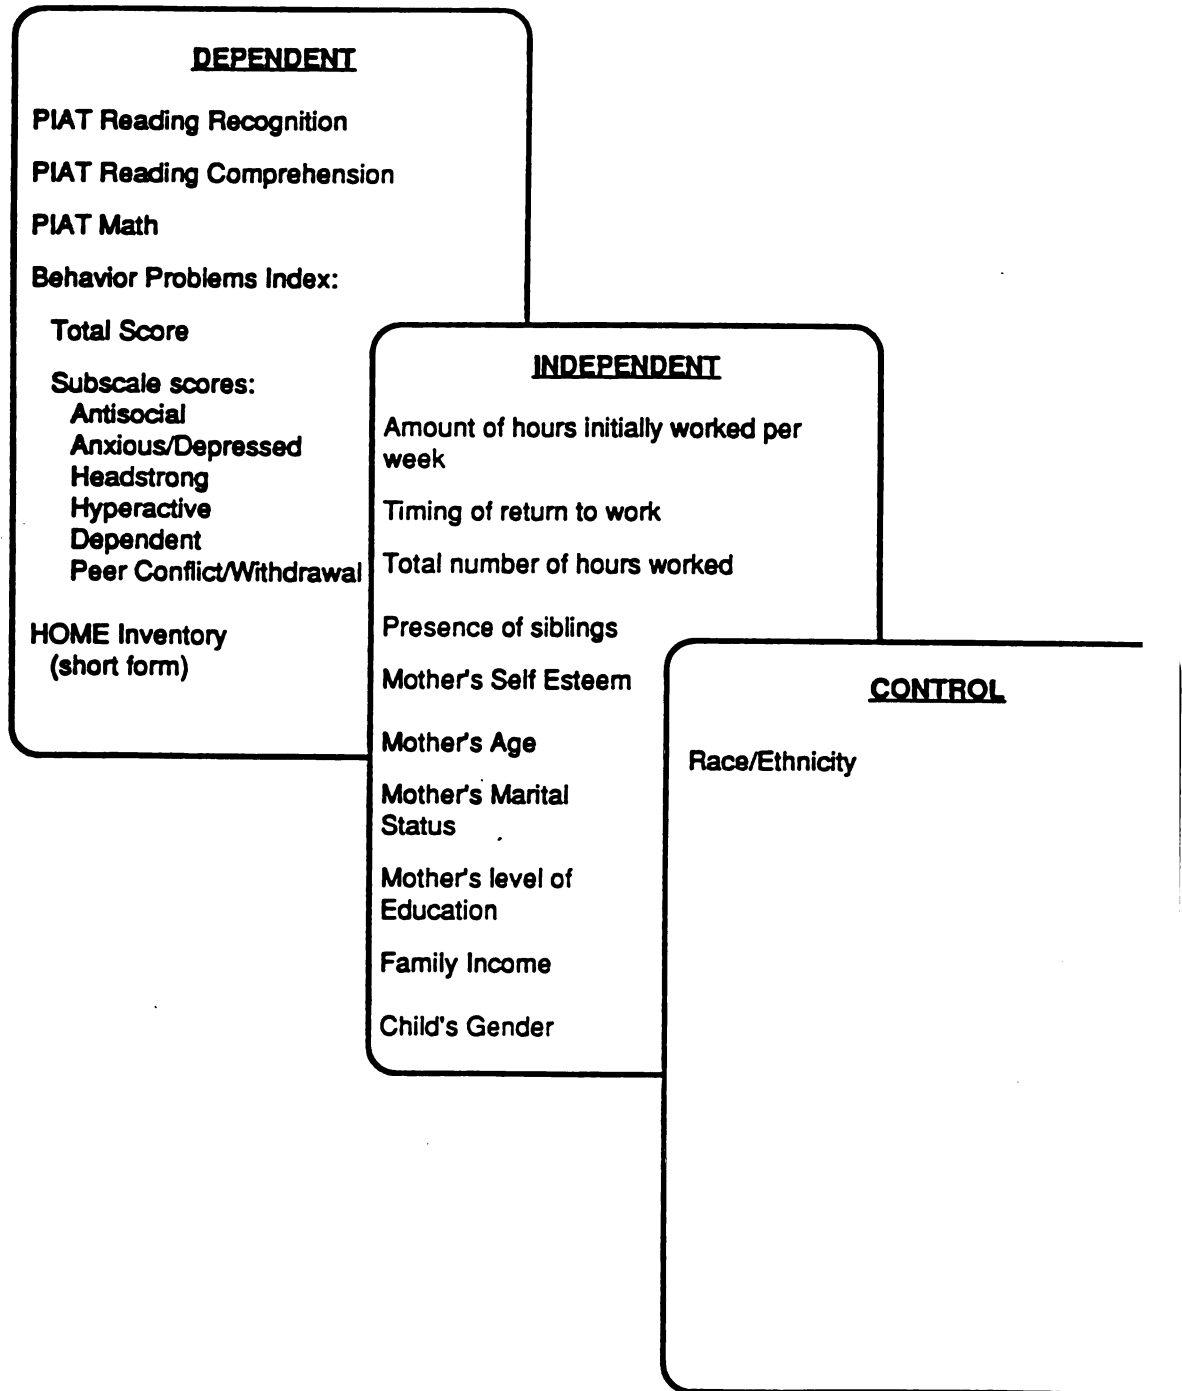 DEPENDENT
PIAT Reading Recognition
PIAT Reading Comprehension
PIAT Math
Behavior Problems Index:
Total Score
Subscale scores:
Antisocial
Anxious/Depressed
Headstrong
Hyperactive
Dependent
Peer Conflict/Withdrawal
HOME Inventory
(short form)
INDEPENDENT
Amount of hours initially worked per
week
Timing of return to work
Total number of hours worked
Presence of siblings
Mother's Self Esteem
Mother's Age
Mother's Marital
Status
Mother's level of
Education
Family Income
Child's Gender
CONTROL
Race/Ethnicity